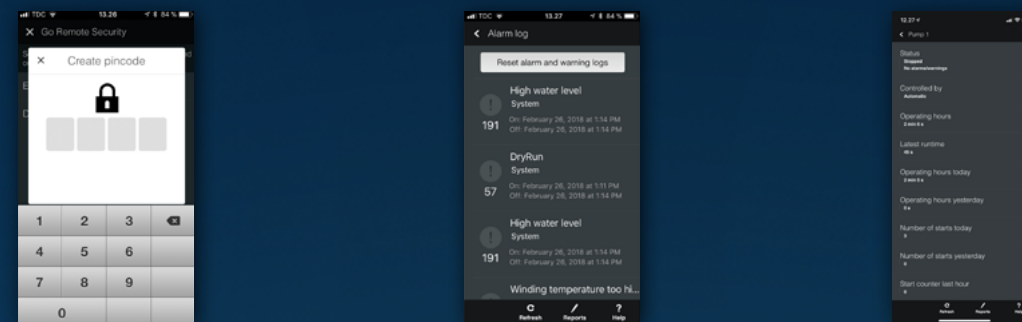 TDC 13.26 84 %
Go Remote Security
Create pincode
1 2 3
4 5 6
7 8 9
0
TDC 13.27 84 %
Alarm log
Reset alarm and warning logs
High water level
System
191
On: February 26, 2018 at 1:14 PM
Off: February 26, 2018 at 1:14 PM
DryRun
System
57
On: February 26, 2018 at 1:11 PM
Off: February 26, 2018 at 1:14 PM
High water level
System
191
On: February 26, 2018 at 1:14 PM
Off: February 26, 2018 at 1:14 PM
Winding temperature too hi...
Refresh Reports Help
12.27
Pump 1
Status
Stopped
No alarms/warnings
Controlled by
Automatic
Operating hours
Latest runtime
Operating hours today
Operating hours yesterday
Number of starts today
Number of starts yesterday
Start counter last hour
Refresh Reports